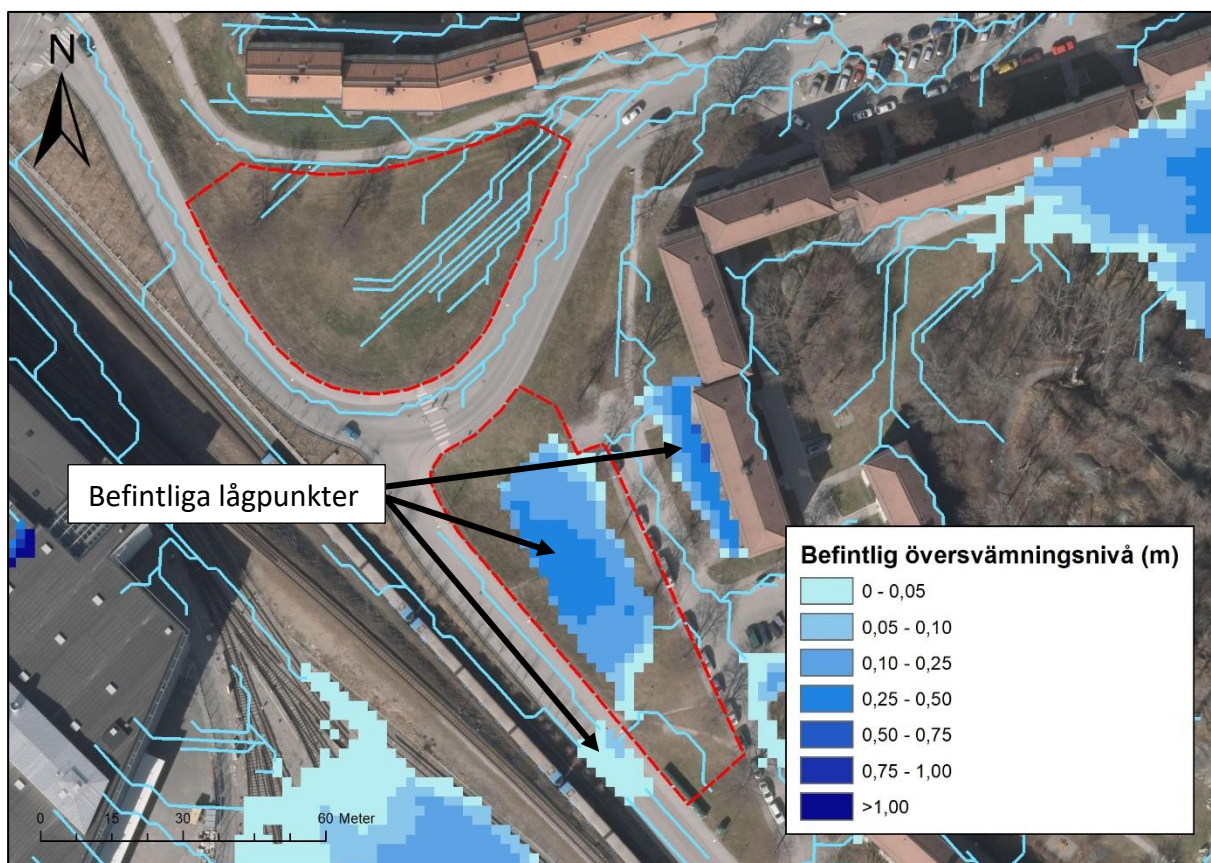 N
Befintliga lågpunkter
Befintlig översvämningsnivå (m)
0 - 0,05
0,05 - 0,10
0,10 - 0,25
0,25 - 0,50
0,50 - 0,75
0,75 - 1,00
>1,00
0 15 30 60 Meter